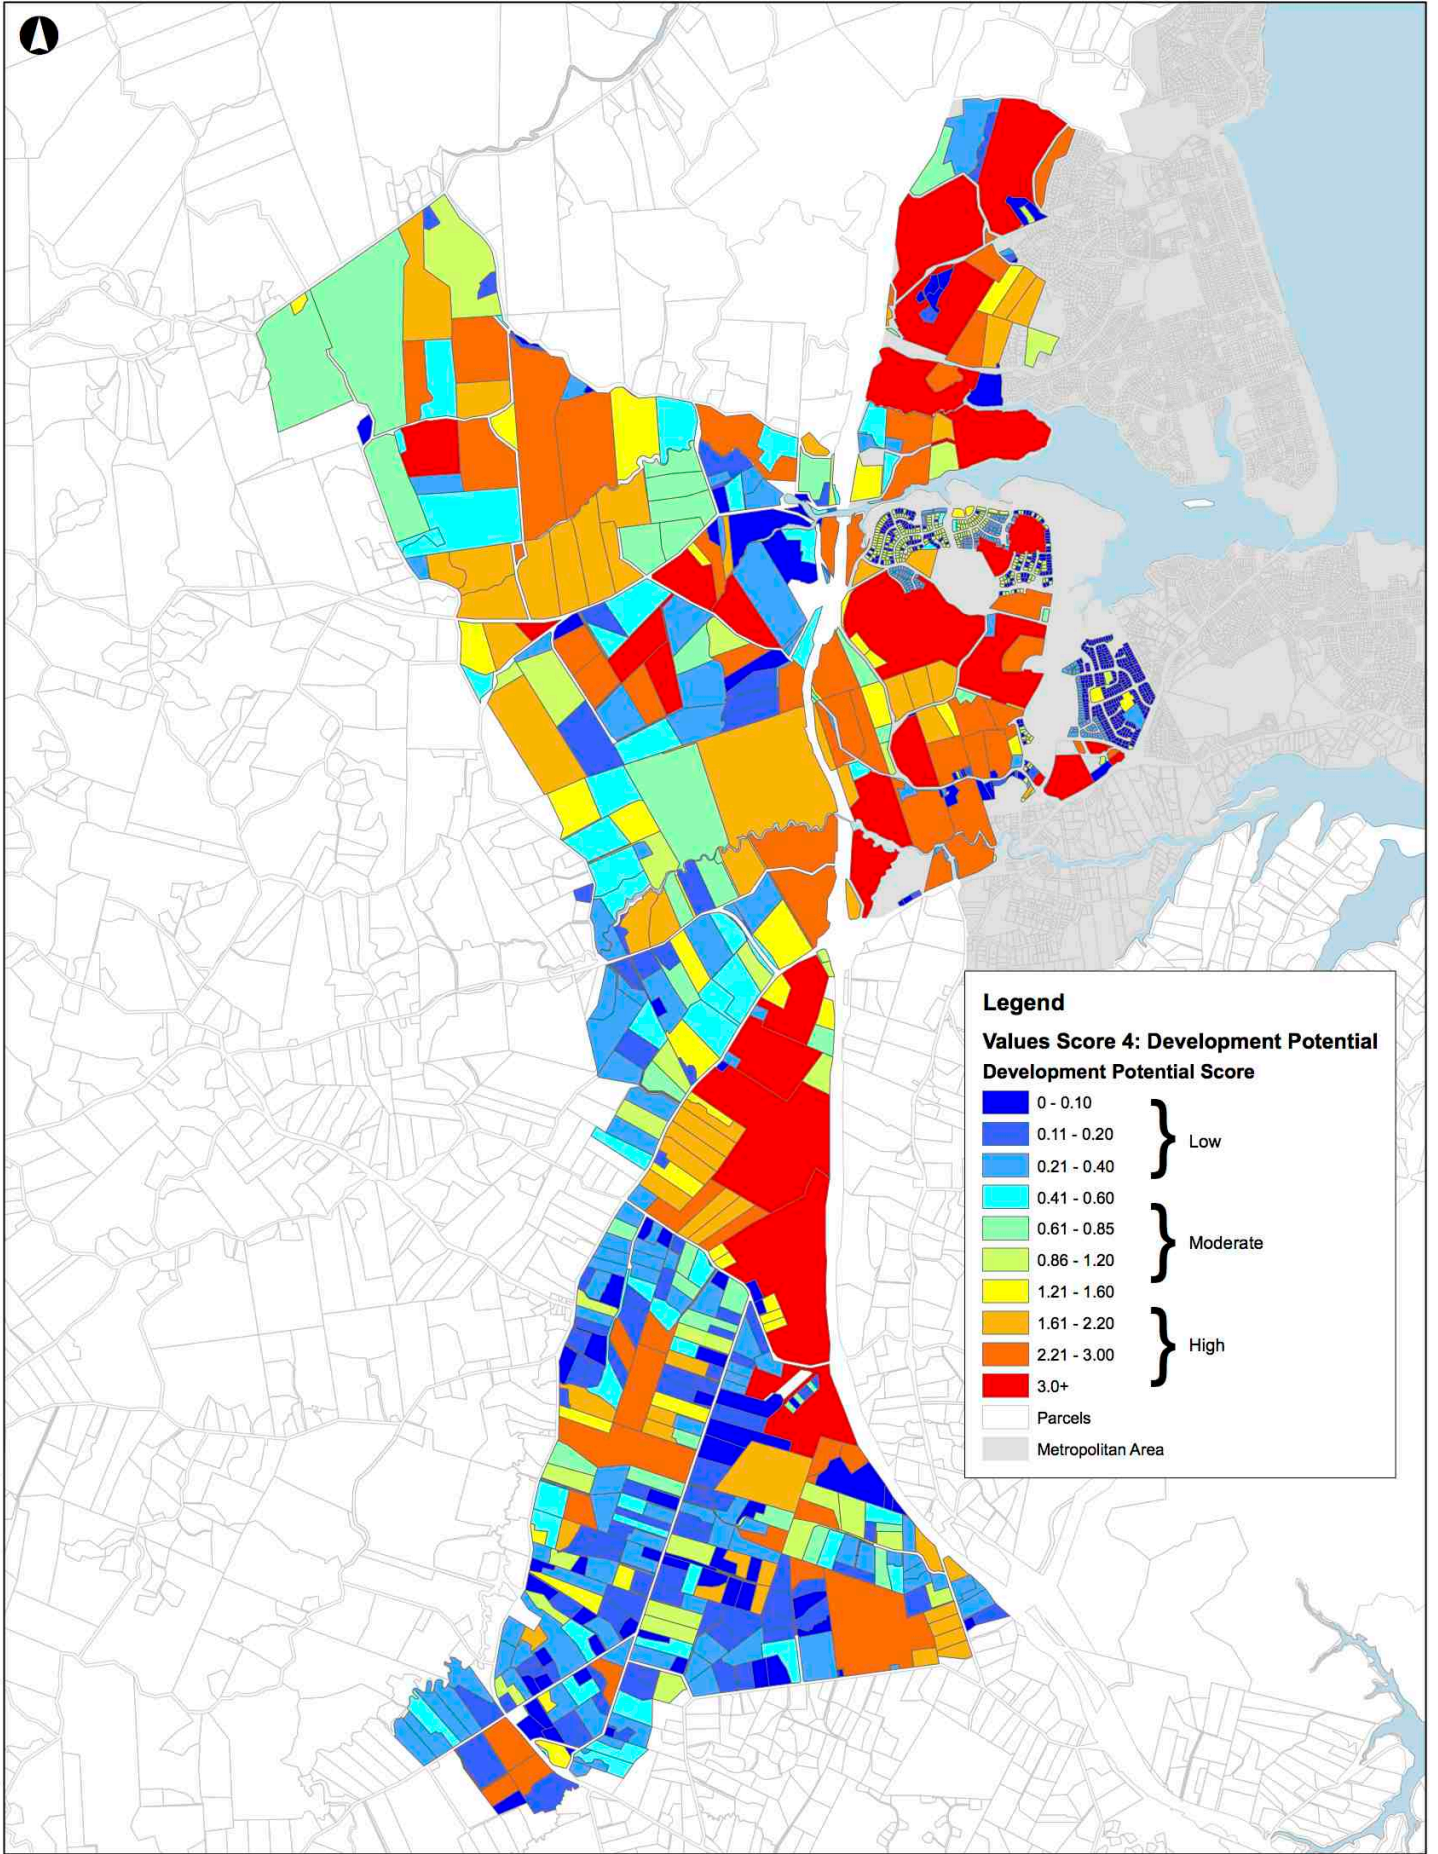 Legend
Values Score 4: Development Potential
Development Potential Score
0 - 0.10
0.11 - 0.20
0.21 - 0.40
Low
0.41 - 0.60
0.61 - 0.85
0.86 - 1.20
Moderate
1.21 - 1.60
1.61 - 2.20
2.21 - 3.00
3.0+
High
Parcels
Metropolitan Area